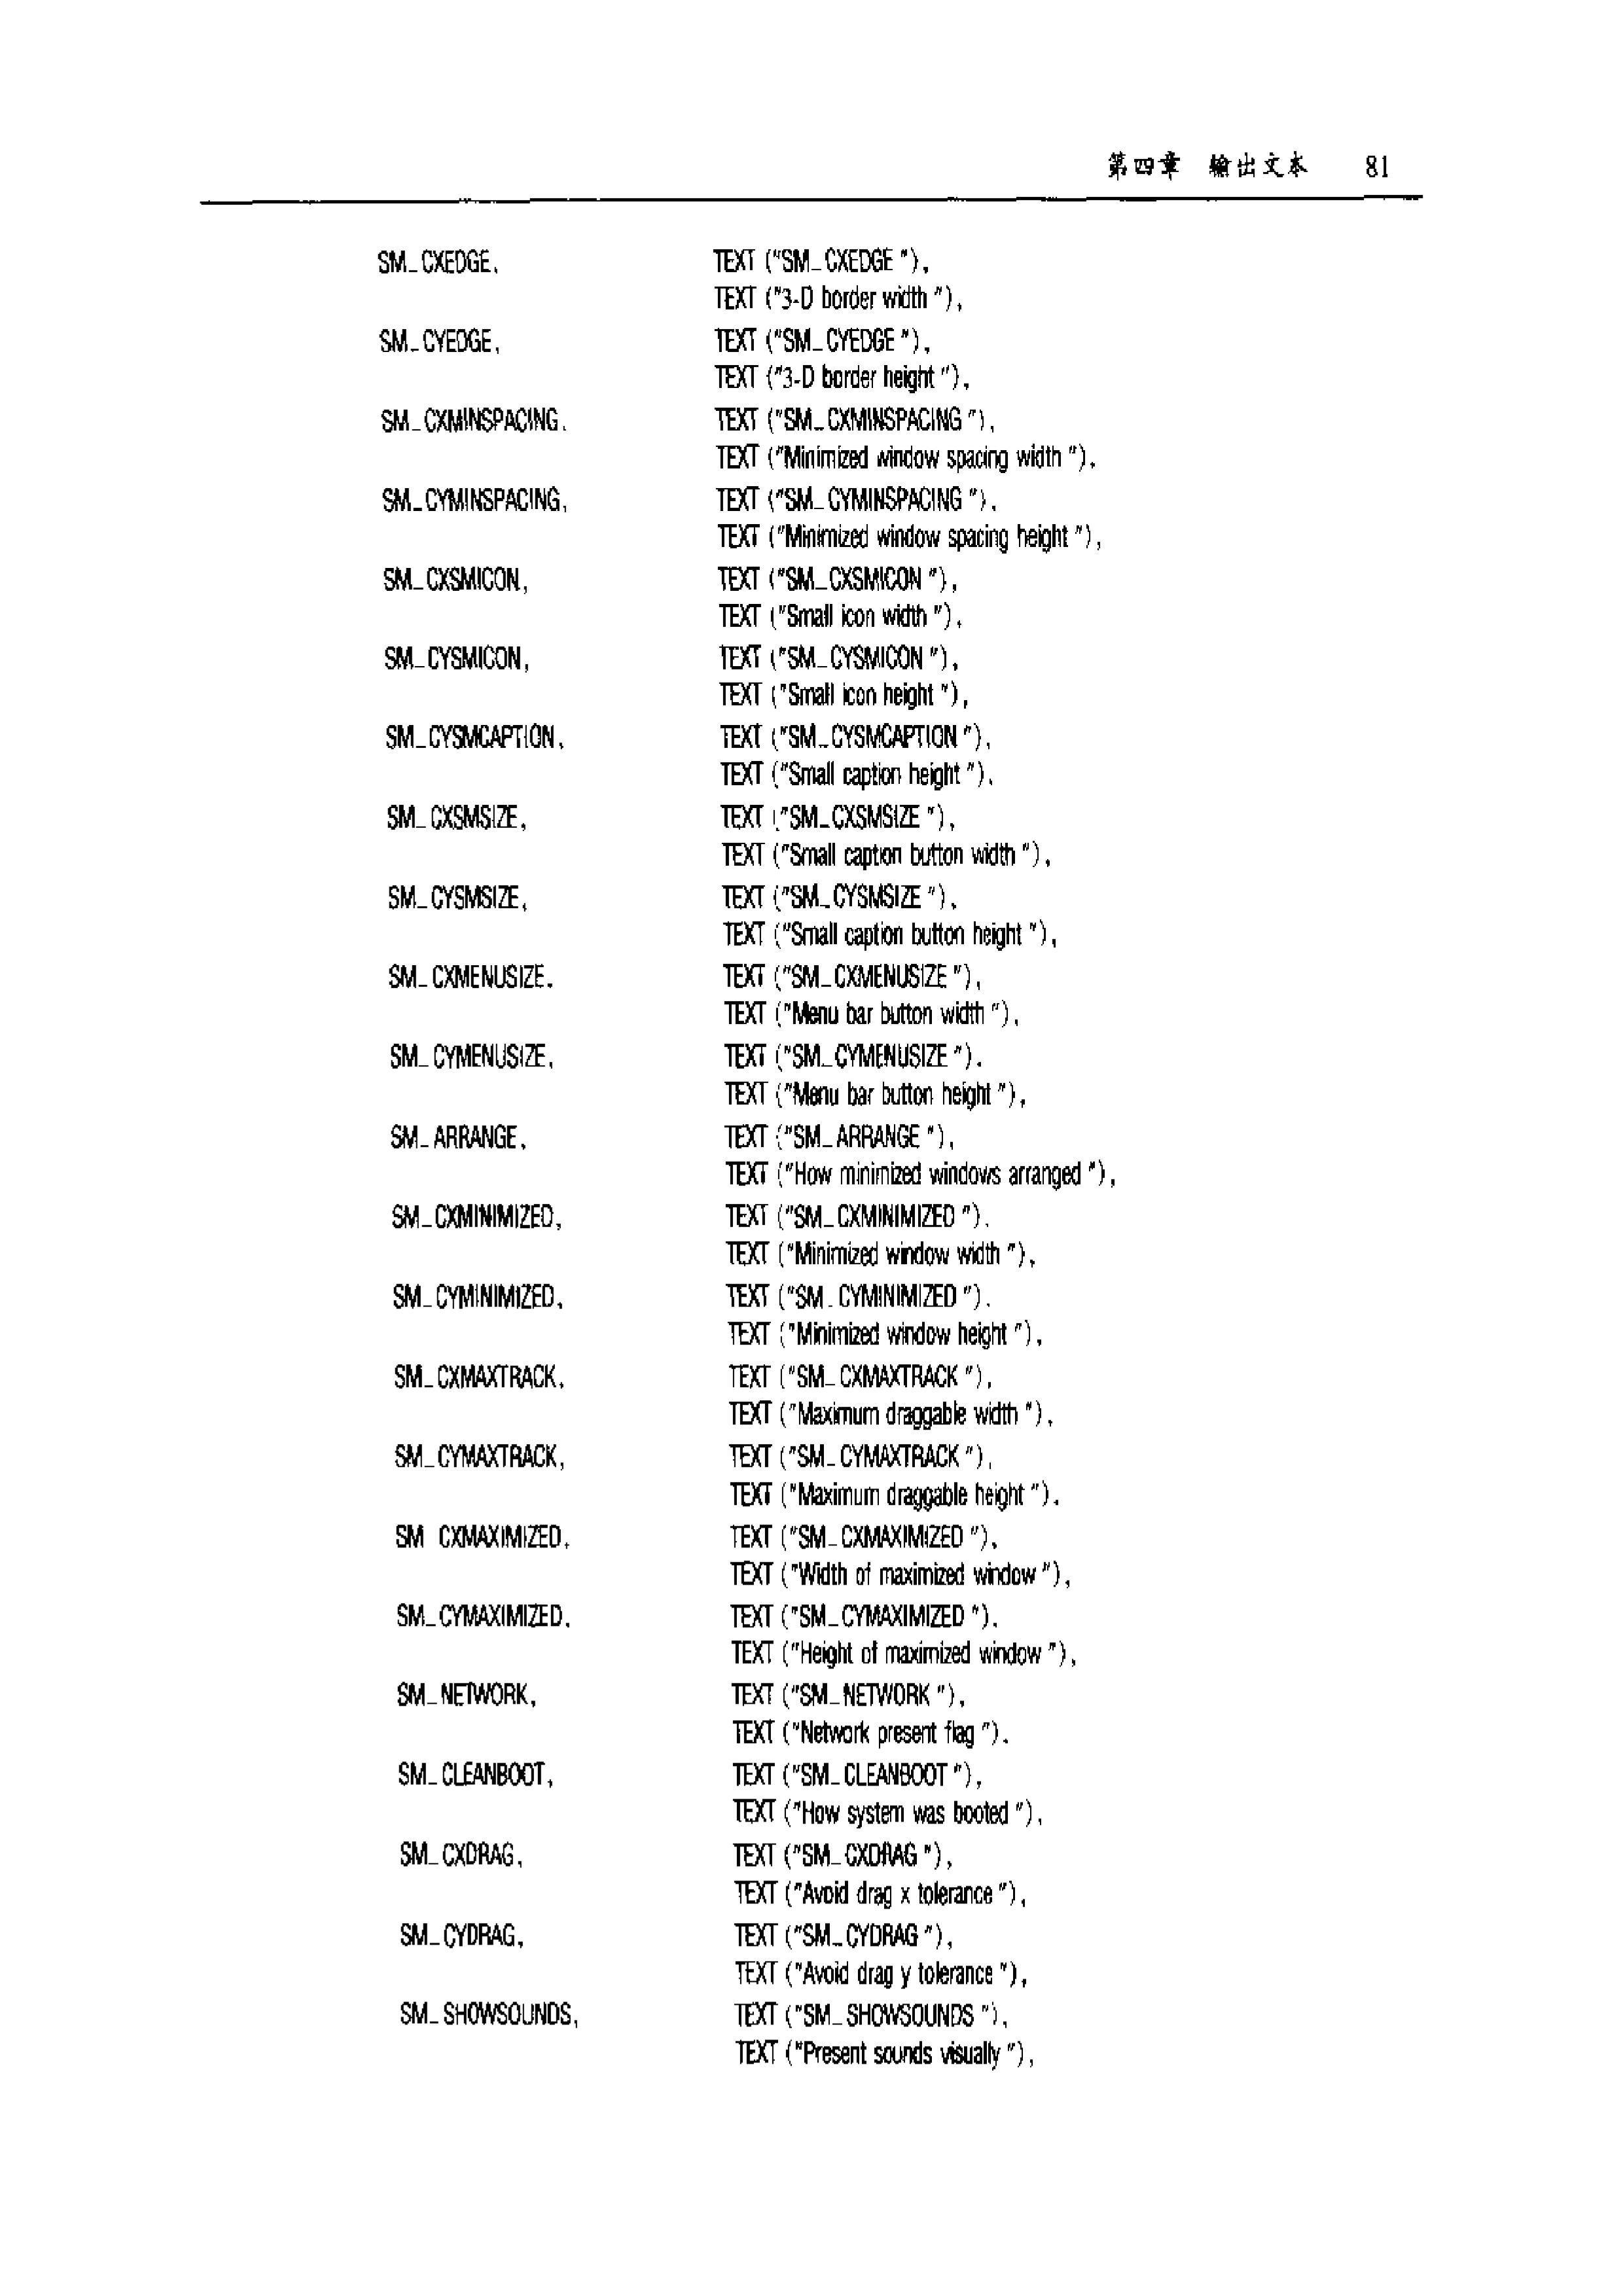 第四章 输出文本 81
SM_CXEDGE, TEXT ("SM_CXEDGE"),
TEXT ("3-D border width"),
SM_CYEDGE, TEXT ("SM_CYEDGE"),
TEXT ("3-D border height"),
SM_CXMINSPACING, TEXT ("SM_CXMINSPACING"),
TEXT ("Minimized window spacing width"),
SM_CYMINSPACING, TEXT ("SM_CYMINSPACING"),
TEXT ("Minimized window spacing height"),
SM_CXSMICON, TEXT ("SM_CXSMICON"),
TEXT ("Small icon width"),
SM_CYSMICON, TEXT ("SM_CYSMICON"),
TEXT ("Small icon height"),
SM_CYSMCAPTION, TEXT ("SM_CYSMCAPTION"),
TEXT ("Small caption height"),
SM_CXSMSIZE, TEXT ("SM_CXSMSIZE"),
TEXT ("Small caption button width"),
SM_CYSMSIZE, TEXT ("SM_CYSMSIZE"),
TEXT ("Small caption button height"),
SM_CXMENUSIZE, TEXT ("SM_CXMENUSIZE"),
TEXT ("Menu bar button width"),
SM_CYMENUSIZE, TEXT ("SM_CYMENUSIZE"),
TEXT ("Menu bar button height"),
SM_ARRANGE, TEXT ("SM_ARRANGE"),
TEXT ("How minimized windows arranged"),
SM_CXMINIMIZED, TEXT ("SM_CXMINIMIZED"),
TEXT ("Minimized window width"),
SM_CYMINIMIZED, TEXT ("SM_CYMINIMIZED"),
TEXT ("Minimized window height"),
SM_CXMAXTRACK, TEXT ("SM_CXMAXTRACK"),
TEXT ("Maximum draggable width"),
SM_CYMAXTRACK, TEXT ("SM_CYMAXTRACK"),
TEXT ("Maximum draggable height"),
SM CXMAXIMIZED, TEXT ("SM_CXMAXIMIZED"),
TEXT ("Width of maximized window"),
SM_CYMAXIMIZED, TEXT ("SM_CYMAXIMIZED"),
TEXT ("Height of maximized window"),
SM_NETWORK, TEXT ("SM_NETWORK"),
TEXT ("Network present flag"),
SM_CLEANBOOT, TEXT ("SM_CLEANBOOT"),
TEXT ("How system was booted"),
SM_CXDRAG, TEXT ("SM_CXDRAG"),
TEXT ("Avoid drag x tolerance"),
SM_CYDRAG, TEXT ("SM_CYDRAG"),
TEXT ("Avoid drag y tolerance"),
SM_SHOWSOUNDS, TEXT ("SM_SHOWSOUNDS"),
TEXT ("Present sounds visually"),